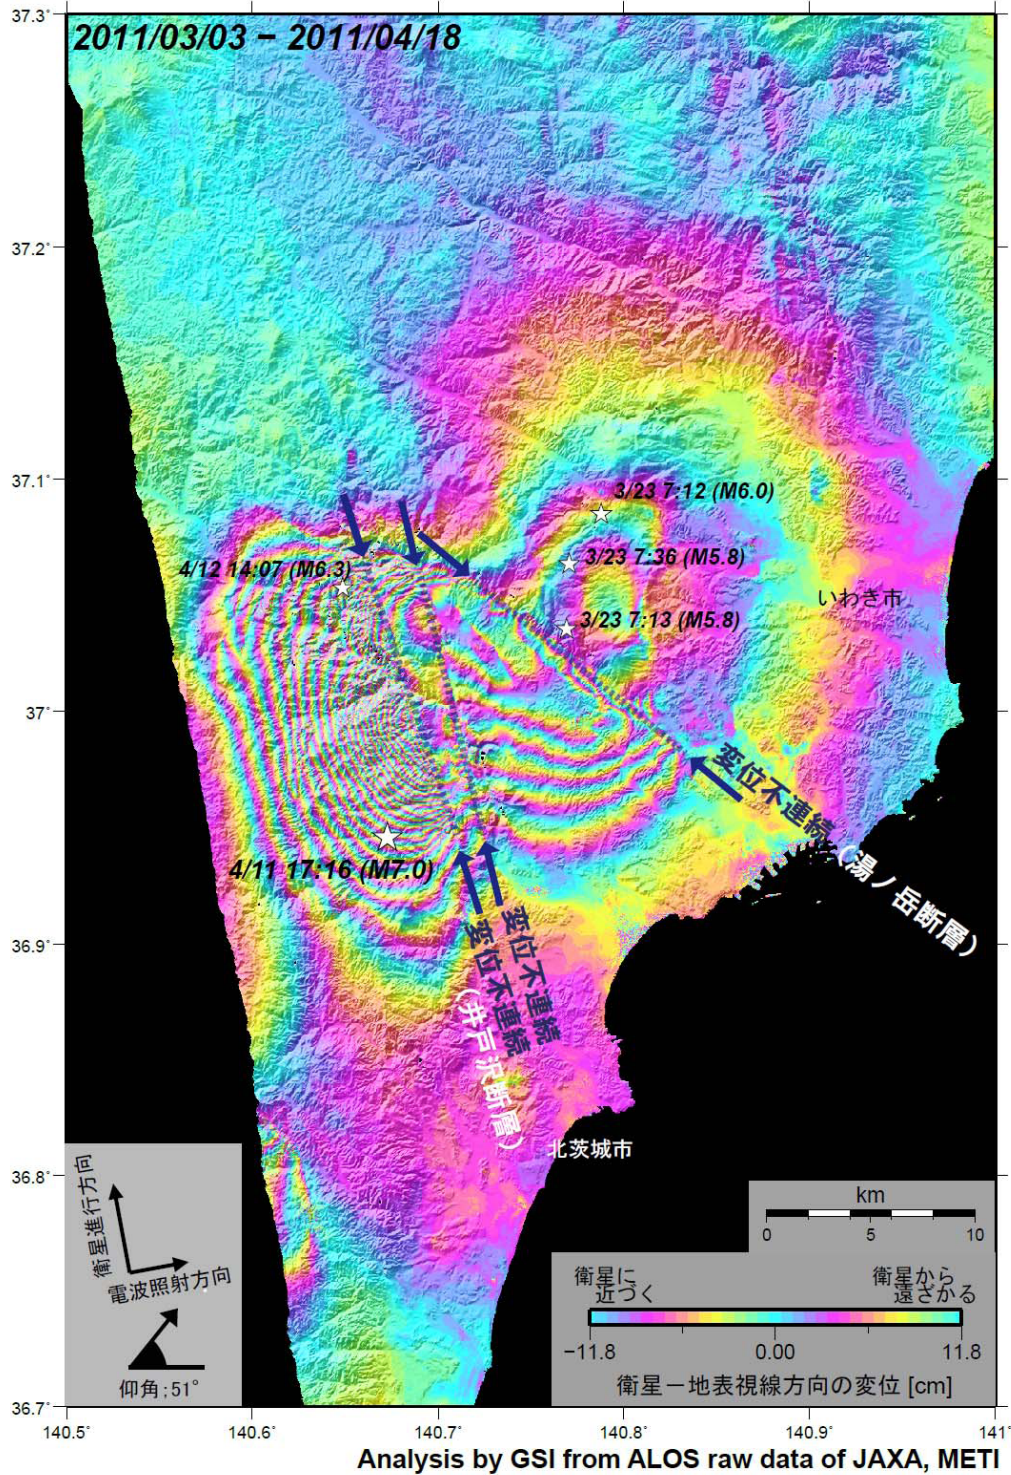 2011/03/03 − 2011/04/18
37.3°
37.2°
37.1°
37°
36.9°
36.8°
36.7°
140.5°
140.6°
140.7°
140.8°
140.9°
141°
3/23 7:12 (M6.0)
3/23 7:36 (M5.8)
3/23 7:13 (M5.8)
4/12 14:07 (M6.3)
4/11 17:16 (M7.0)
いわき市
変位不連続(湯ノ岳断層)
変位不連続
変位不連続
(井戸沢断層)
北茨城市
衛星進行方向
電波照射方向
仰角;51°
km
0 5 10
衛星に
近づく
衛星から
遠ざかる
−11.8 0.00 11.8
衛星−地表視線方向の変位 [cm]
Analysis by GSI from ALOS raw data of JAXA, METI